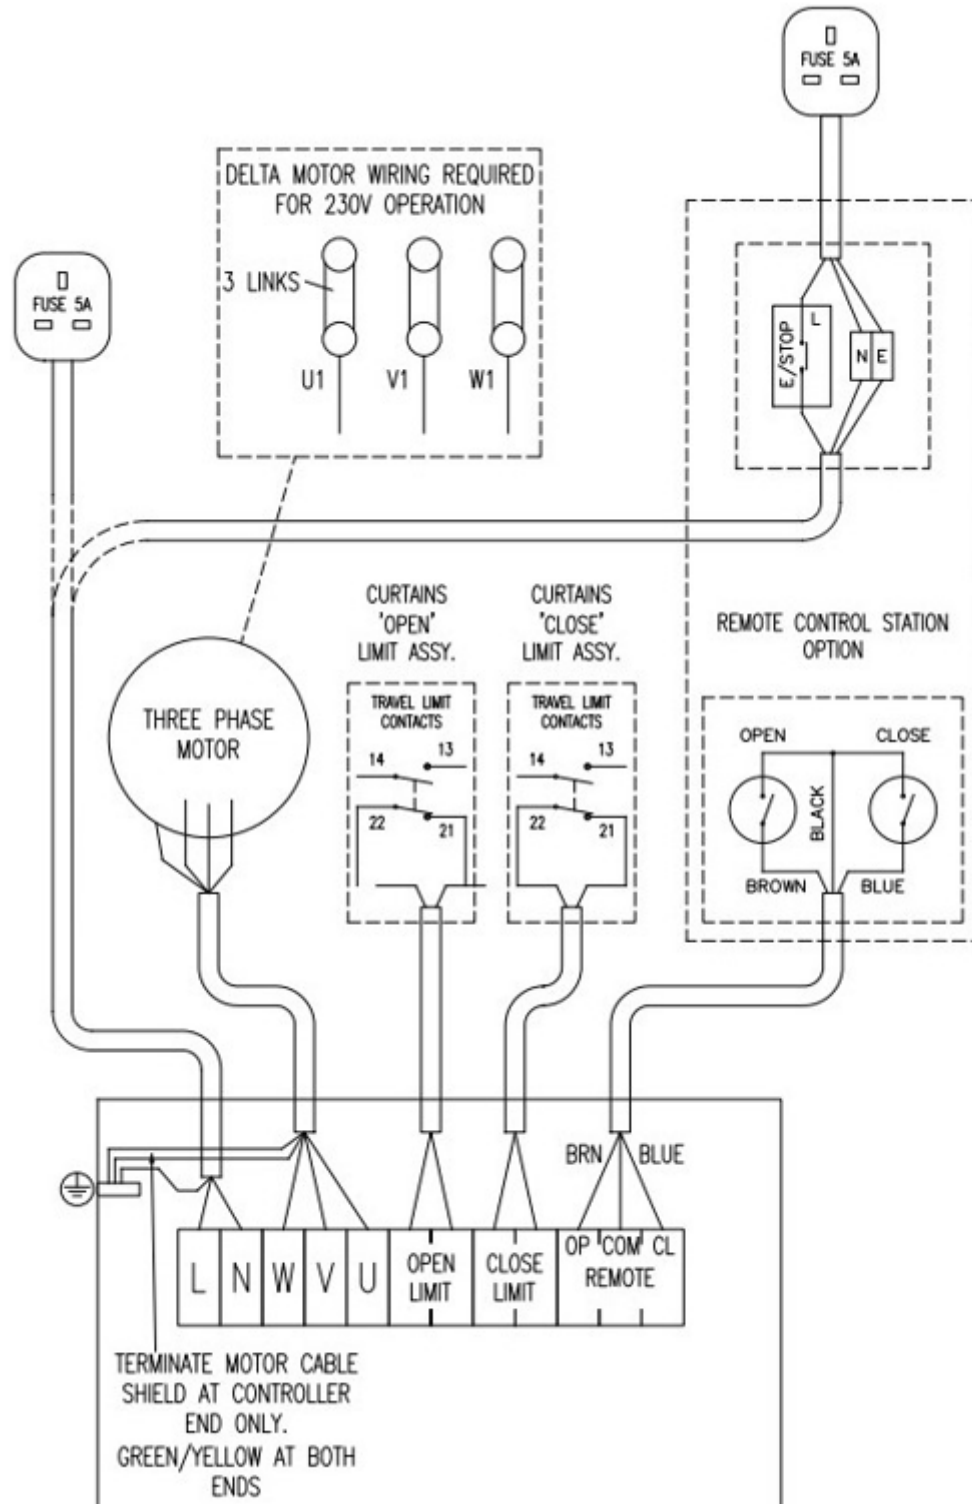 FUSE 5A
DELTA MOTOR WIRING REQUIRED
FOR 230V OPERATION
3 LINKS
U1
V1
W1
FUSE 5A
E/STOP
L
N
E
CURTAINS
'OPEN'
LIMIT ASSY.
CURTAINS
'CLOSE'
LIMIT ASSY.
REMOTE CONTROL STATION
OPTION
THREE PHASE
MOTOR
TRAVEL LIMIT
CONTACTS
14
13
22
21
TRAVEL LIMIT
CONTACTS
14
13
22
21
OPEN
CLOSE
BLACK
BROWN
BLUE
BRN
BLUE
L
N
W
V
U
OPEN
LIMIT
CLOSE
LIMIT
OP COM CL
REMOTE
TERMINATE MOTOR CABLE
SHIELD AT CONTROLLER
END ONLY.
GREEN/YELLOW AT BOTH
ENDS